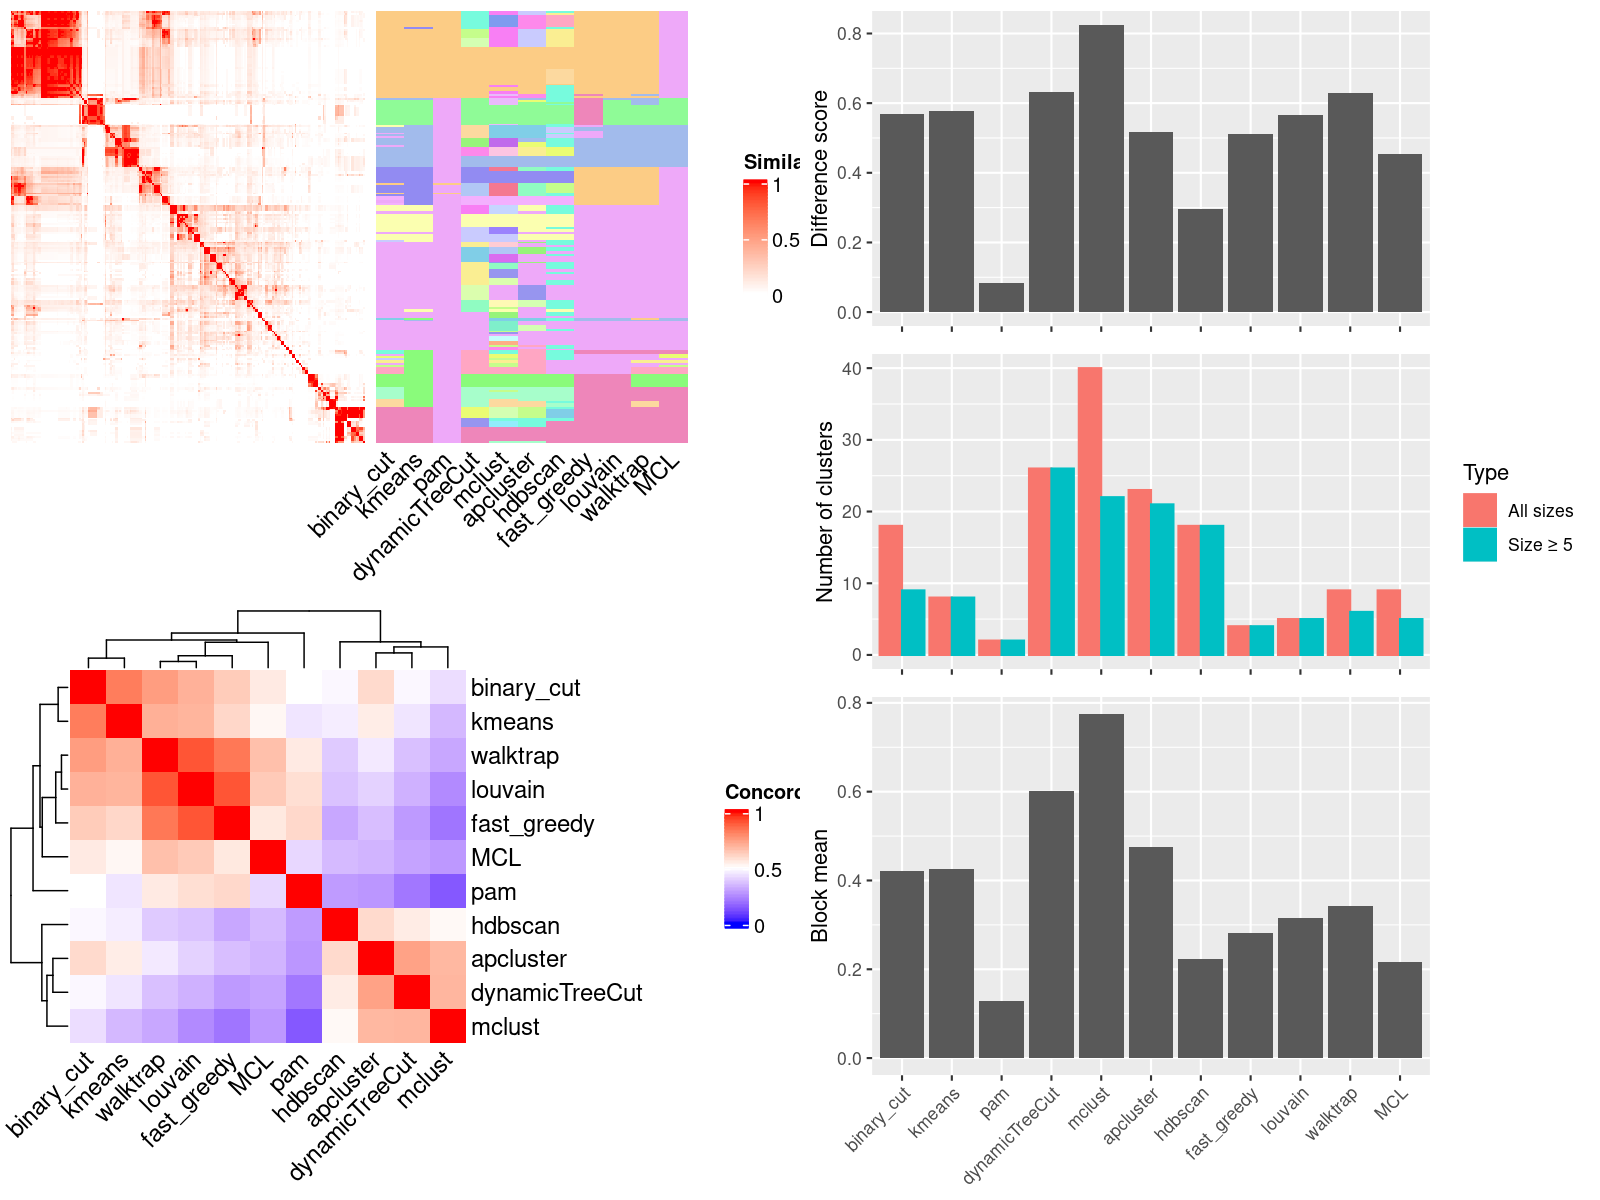 Simila
1
0.5
0
binary_cut
kmeans
pam
dynamicTreeCut
mclust
apcluster
hdbscan
fast_greedy
louvain
walktrap
MCL
binary_cut
kmeans
walktrap
louvain
fast_greedy
MCL
pam
hdbscan
apcluster
dynamicTreeCut
mclust
binary_cut
kmeans
walktrap
louvain
fast_greedy
MCL
pam
hdbscan
apcluster
dynamicTreeCut
mclust
Concord
1
0.5
0
Difference score
0.8
0.6
0.4
0.2
0.0
Number of clusters
40
30
20
10
0
Type
All sizes
Size ≥ 5
Block mean
0.8
0.6
0.4
0.2
0.0
binary_cut
kmeans
pam
dynamicTreeCut
mclust
apcluster
hdbscan
fast_greedy
louvain
walktrap
MCL